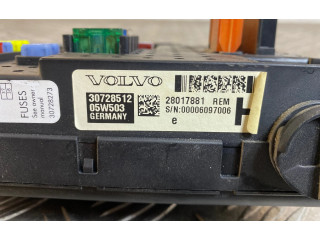 VOLVO
30728512
05W503
GERMANY
28017881 REM
S/N:00006097006
e
H
FUSES
See owner
manual
30728273